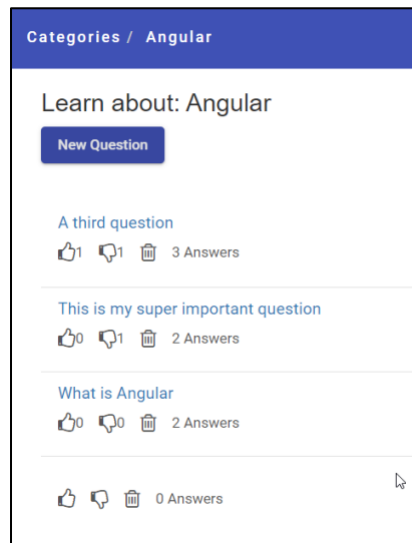 Categories / Angular
Learn about: Angular
New Question
A third question
1 1 3 Answers
This is my super important question
0 1 2 Answers
What is Angular
0 0 2 Answers
0 Answers